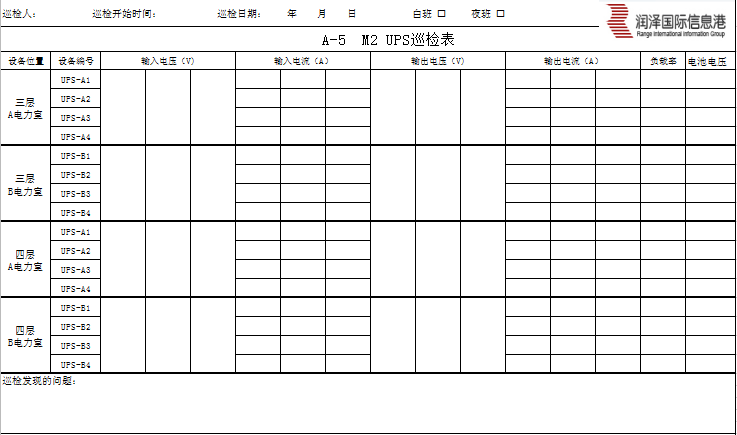 巡检人： 巡检开始时间： 巡检日期： 年 月 日 白班 口 夜班 口
润泽国际信息港
Range International Information Group
A-5 M2 UPS巡检表
设备位置 设备编号 输入电压（V） 输入电流（A） 输出电压（V） 输出电流（A） 负载率 电池电压
三层
A电力室
UPS-A1
UPS-A2
UPS-A3
UPS-A4
三层
B电力室
UPS-B1
UPS-B2
UPS-B3
UPS-B4
四层
A电力室
UPS-A1
UPS-A2
UPS-A3
UPS-A4
四层
B电力室
UPS-B1
UPS-B2
UPS-B3
UPS-B4
巡检发现的问题：